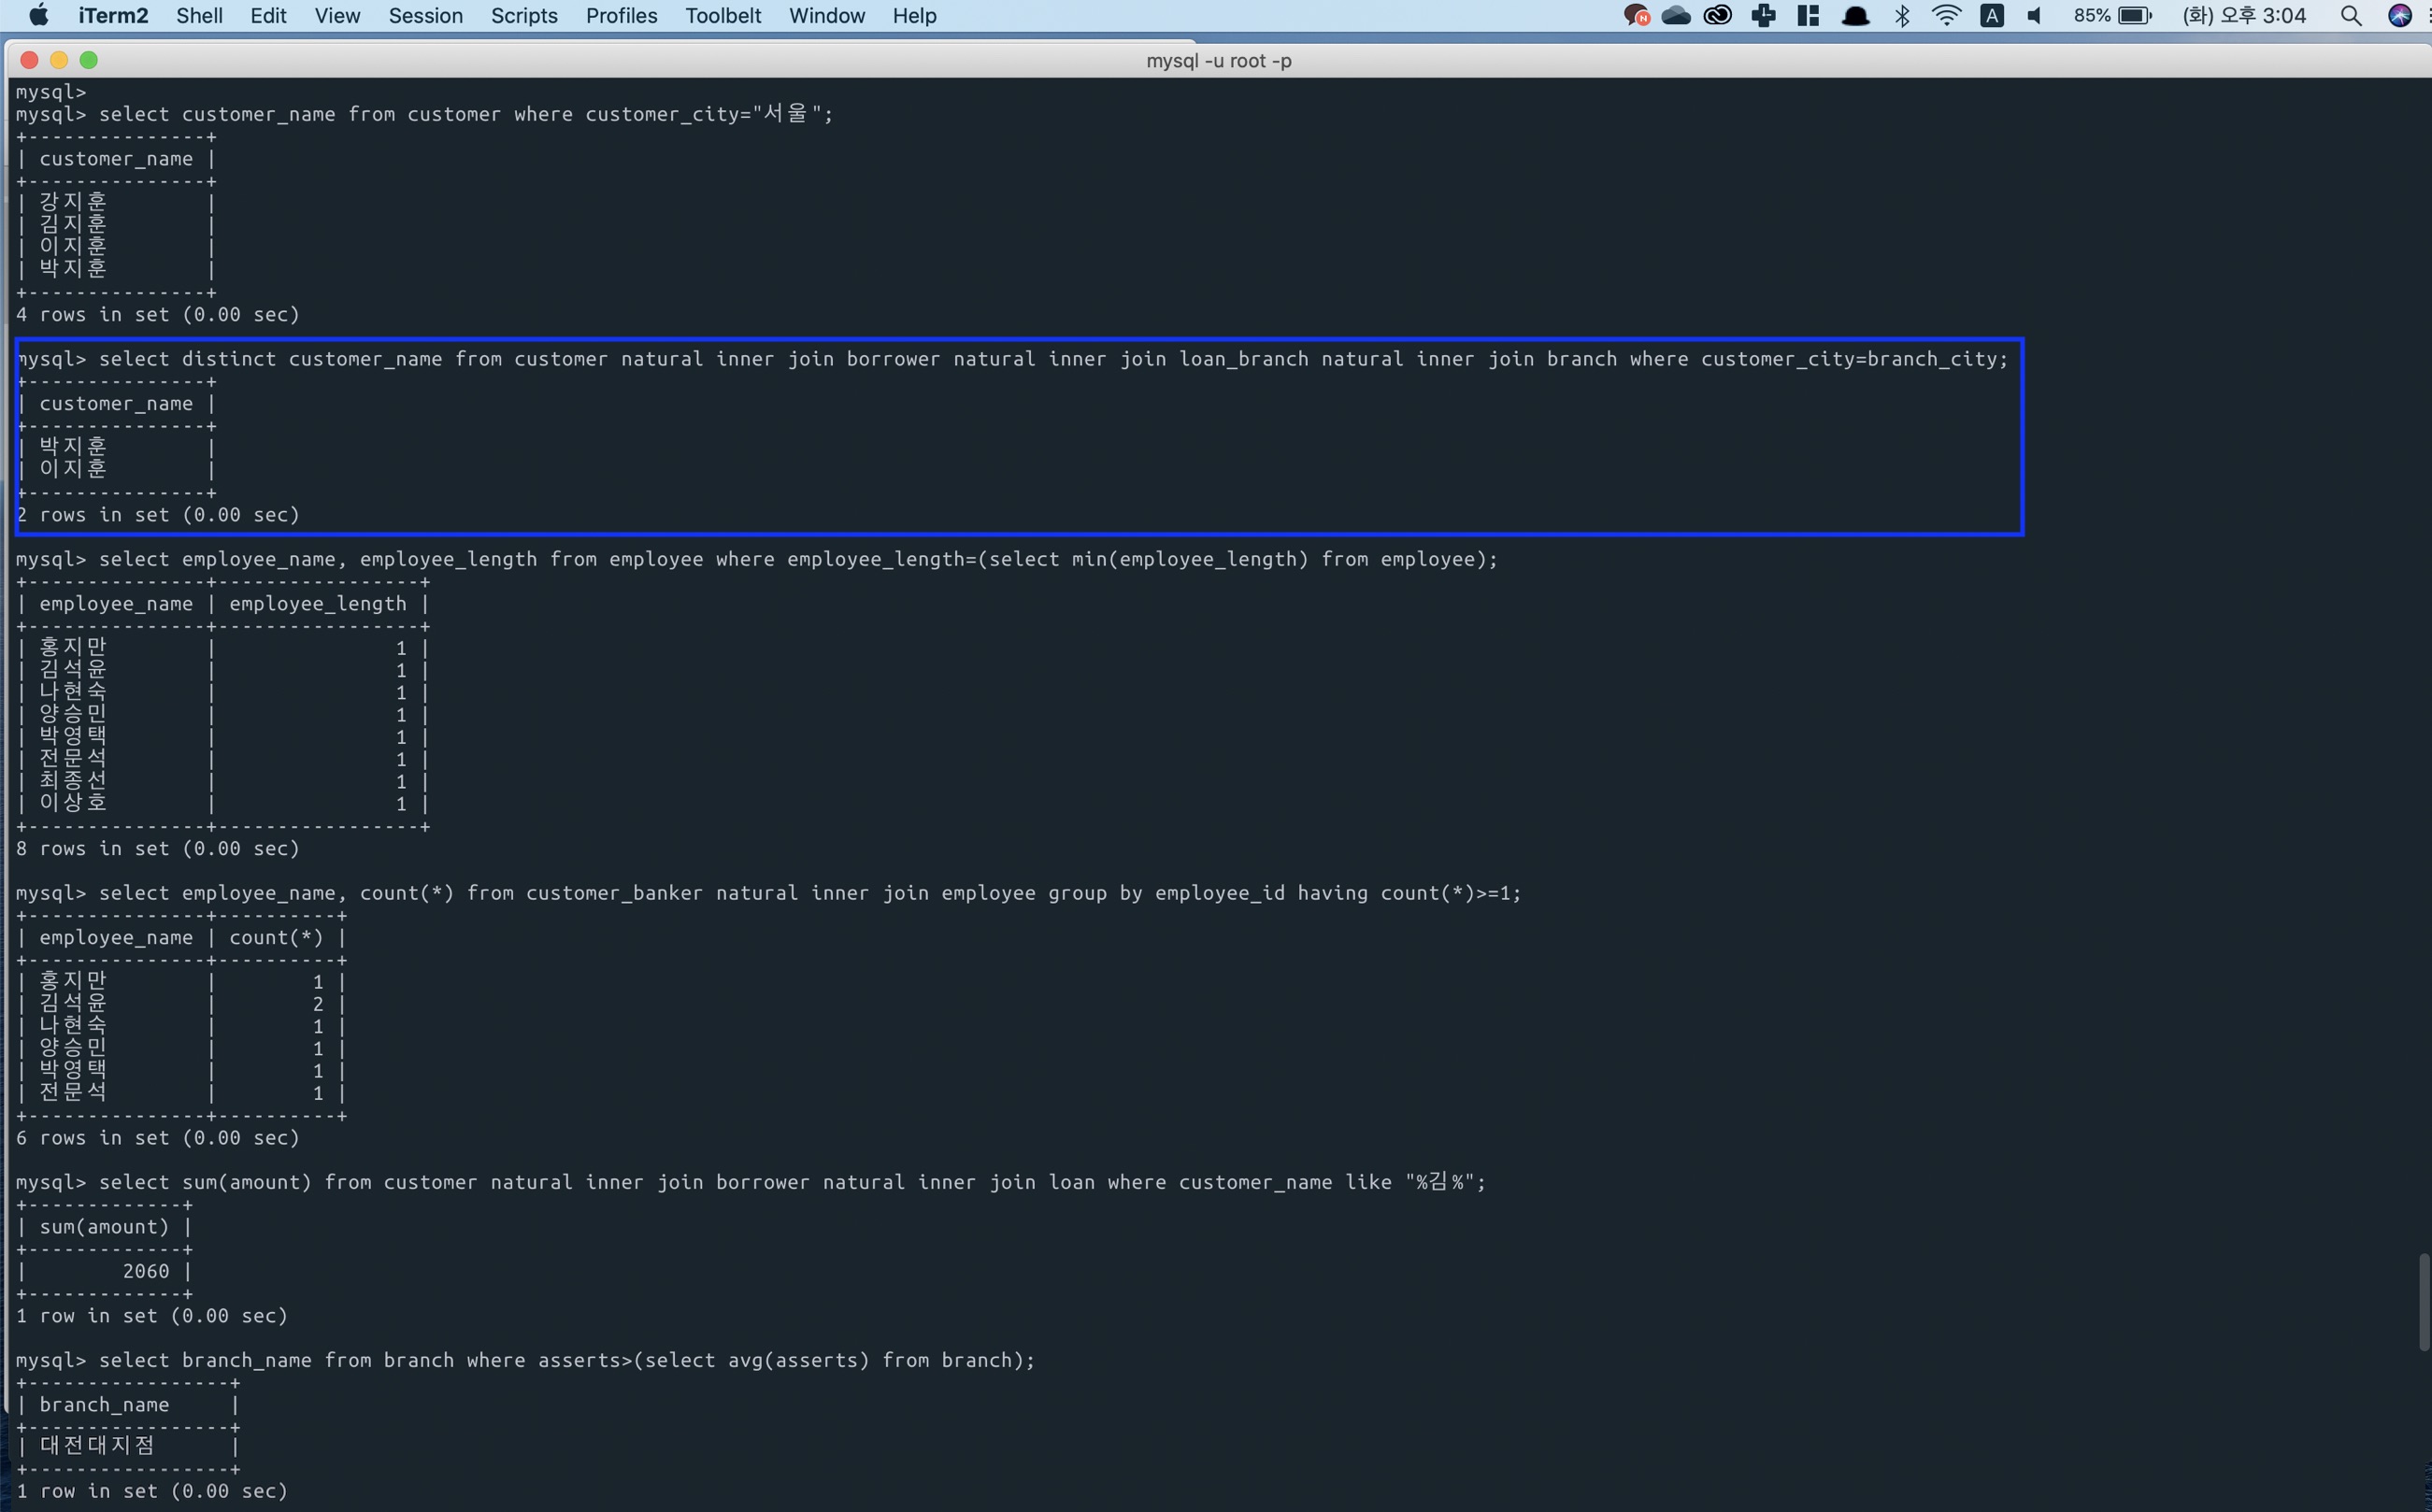 iTerm2 Shell Edit View Session Scripts Profiles Toolbelt Window Help N A 85% (화) 오후 3:04
mysql -u root -p
mysql>
mysql> select customer_name from customer where customer_city="서울";
+---------------+
| customer_name |
+---------------+
| 강지훈 |
| 김지훈 |
| 이지훈 |
| 박지훈 |
+---------------+
4 rows in set (0.00 sec)
mysql> select distinct customer_name from customer natural inner join borrower natural inner join loan_branch natural inner join branch where customer_city=branch_city;
+---------------+
| customer_name |
+---------------+
| 박지훈 |
| 이지훈 |
+---------------+
2 rows in set (0.00 sec)
mysql> select employee_name, employee_length from employee where employee_length=(select min(employee_length) from employee);
+---------------+-----------------+
| employee_name | employee_length |
+---------------+-----------------+
| 홍지만 | 1 |
| 김석윤 | 1 |
| 나현숙 | 1 |
| 양승민 | 1 |
| 박영택 | 1 |
| 전문석 | 1 |
| 최종선 | 1 |
| 이상호 | 1 |
+---------------+-----------------+
8 rows in set (0.00 sec)
mysql> select employee_name, count(*) from customer_banker natural inner join employee group by employee_id having count(*)>=1;
+---------------+----------+
| employee_name | count(*) |
+---------------+----------+
| 홍지만 | 1 |
| 김석윤 | 2 |
| 나현숙 | 1 |
| 양승민 | 1 |
| 박영택 | 1 |
| 전문석 | 1 |
+---------------+----------+
6 rows in set (0.00 sec)
mysql> select sum(amount) from customer natural inner join borrower natural inner join loan where customer_name like "%김%";
+-------------+
| sum(amount) |
+-------------+
| 2060 |
+-------------+
1 row in set (0.00 sec)
mysql> select branch_name from branch where asserts>(select avg(asserts) from branch);
+-----------------+
| branch_name |
+-----------------+
| 대전대지점 |
+-----------------+
1 row in set (0.00 sec)